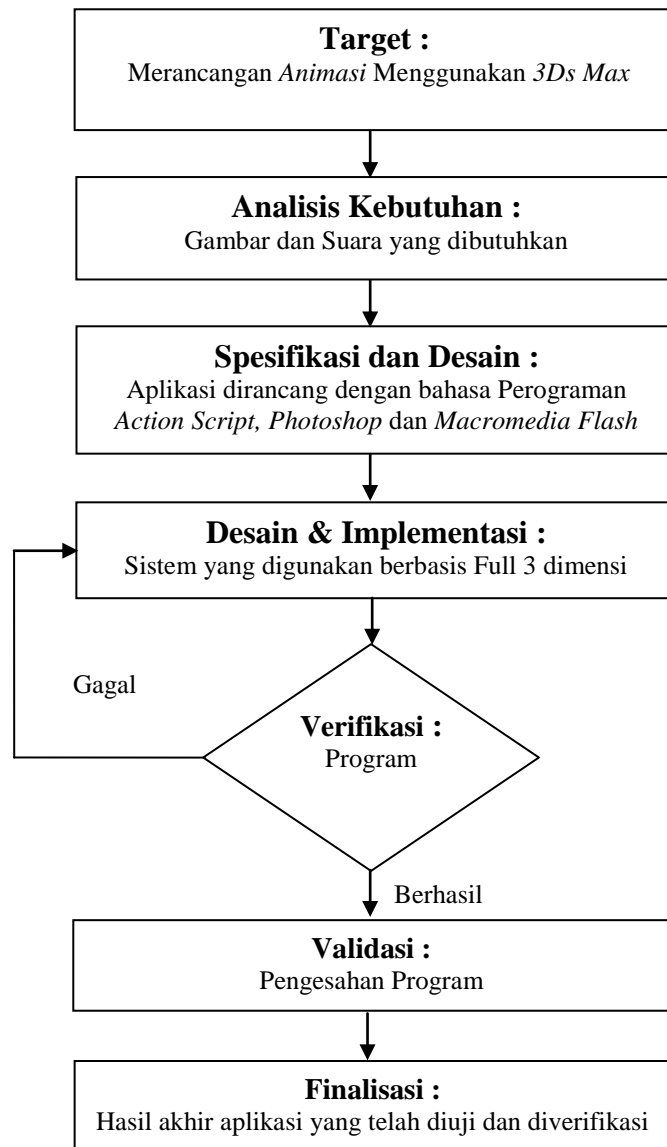 Target :
Merancangan Animasi Menggunakan 3Ds Max
Analisis Kebutuhan :
Gambar dan Suara yang dibutuhkan
Spesifikasi dan Desain :
Aplikasi dirancang dengan bahasa Perograman
Action Script, Photoshop dan Macromedia Flash
Desain & Implementasi :
Sistem yang digunakan berbasis Full 3 dimensi
Gagal
Verifikasi :
Program
Berhasil
Validasi :
Pengesahan Program
Finalisasi :
Hasil akhir aplikasi yang telah diuji dan diverifikasi